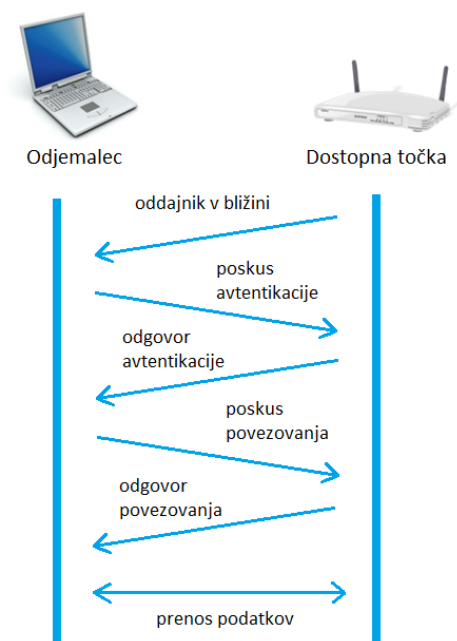 Odjemalec
Dostopna točka
oddajnik v bližini
poskus
avtentikacije
odgovor
avtentikacije
poskus
povezovanja
odgovor
povezovanja
prenos podatkov